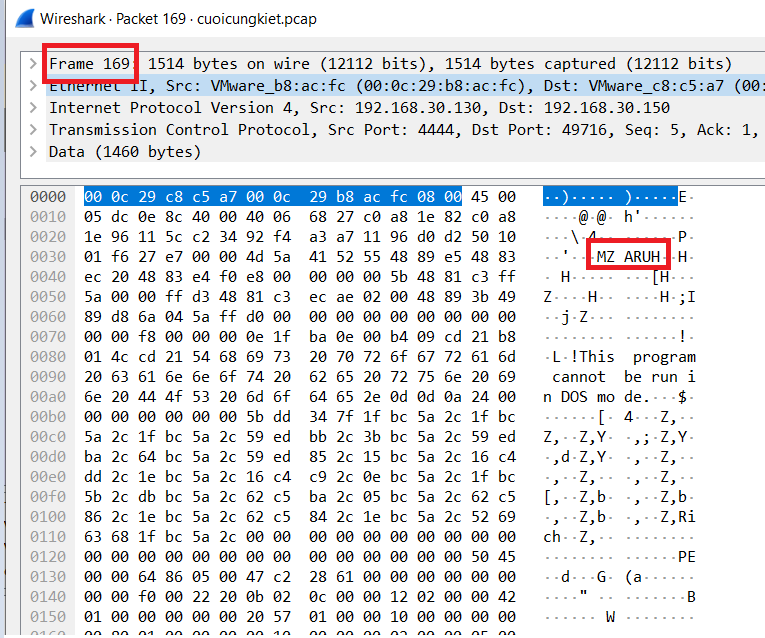 Wireshark · Packet 169 · cuoicungkiet.pcap
Frame 169: 1514 bytes on wire (12112 bits), 1514 bytes captured (12112 bits)
Ethernet II, Src: VMware_b8:ac:fc (00:0c:29:b8:ac:fc), Dst: VMware_c8:c5:a7 (00:
Internet Protocol Version 4, Src: 192.168.30.130, Dst: 192.168.30.150
Transmission Control Protocol, Src Port: 4444, Dst Port: 49716, Seq: 5, Ack: 1,
Data (1460 bytes)
0000 00 0c 29 c8 c5 a7 00 0c 29 b8 ac fc 08 00 45 00 ··)····· )·····E·
0010 05 dc 0e 8c 40 00 40 06 68 27 c0 a8 1e 82 c0 a8 ····@·@· h'······
0020 1e 96 11 5c c2 34 92 f4 a3 a7 11 96 d0 d2 50 10 ···\·4·· ······P·
0030 01 f6 27 e7 00 00 4d 5a 41 52 55 48 89 e5 48 83 ··'···MZ ARUH··H·
0040 ec 20 48 83 e4 f0 e8 00 00 00 00 5b 48 81 c3 ff · H····· ···[H···
0050 5a 00 00 ff d3 48 81 c3 ec ae 02 00 48 89 3b 49 Z····H·· ····H·;I
0060 89 d8 6a 04 5a ff d0 00 00 00 00 00 00 00 00 00 ··j·Z··· ········
0070 00 00 f8 00 00 00 0e 1f ba 0e 00 b4 09 cd 21 b8 ········ ······!·
0080 01 4c cd 21 54 68 69 73 20 70 72 6f 67 72 61 6d ·L·!This program
0090 20 63 61 6e 6e 6f 74 20 62 65 20 72 75 6e 20 69 cannot be run i
00a0 6e 20 44 4f 53 20 6d 6f 64 65 2e 0d 0d 0a 24 00 n DOS mo de.···$·
00b0 00 00 00 00 00 00 5b dd 34 7f 1f bc 5a 2c 1f bc ······[· 4···Z,··
00c0 5a 2c 1f bc 5a 2c 59 ed bb 2c 3b bc 5a 2c 59 ed Z,··Z,Y· ·,;·Z,Y·
00d0 ba 2c 64 bc 5a 2c 59 ed 85 2c 15 bc 5a 2c 16 c4 ·,d·Z,Y· ·,··Z,··
00e0 dd 2c 1e bc 5a 2c 16 c4 c9 2c 0e bc 5a 2c 1f bc ·,··Z,·· ·,··Z,··
00f0 5b 2c db bc 5a 2c 62 c5 ba 2c 05 bc 5a 2c 62 c5 [,··Z,b· ·,··Z,b·
0100 86 2c 1e bc 5a 2c 62 c5 84 2c 1e bc 5a 2c 52 69 ·,··Z,b· ·,··Z,Ri
0110 63 68 1f bc 5a 2c 00 00 00 00 00 00 00 00 00 00 ch··Z,·· ········
0120 00 00 00 00 00 00 00 00 00 00 00 00 00 00 50 45 ········ ······PE
0130 00 00 64 86 05 00 47 c2 28 61 00 00 00 00 00 00 ··d···G· (a······
0140 00 00 f0 00 22 20 0b 02 0c 00 00 12 02 00 00 42 ····" ·· ·······B
0150 01 00 00 00 00 00 20 57 01 00 00 10 00 00 00 00 ······ W ········